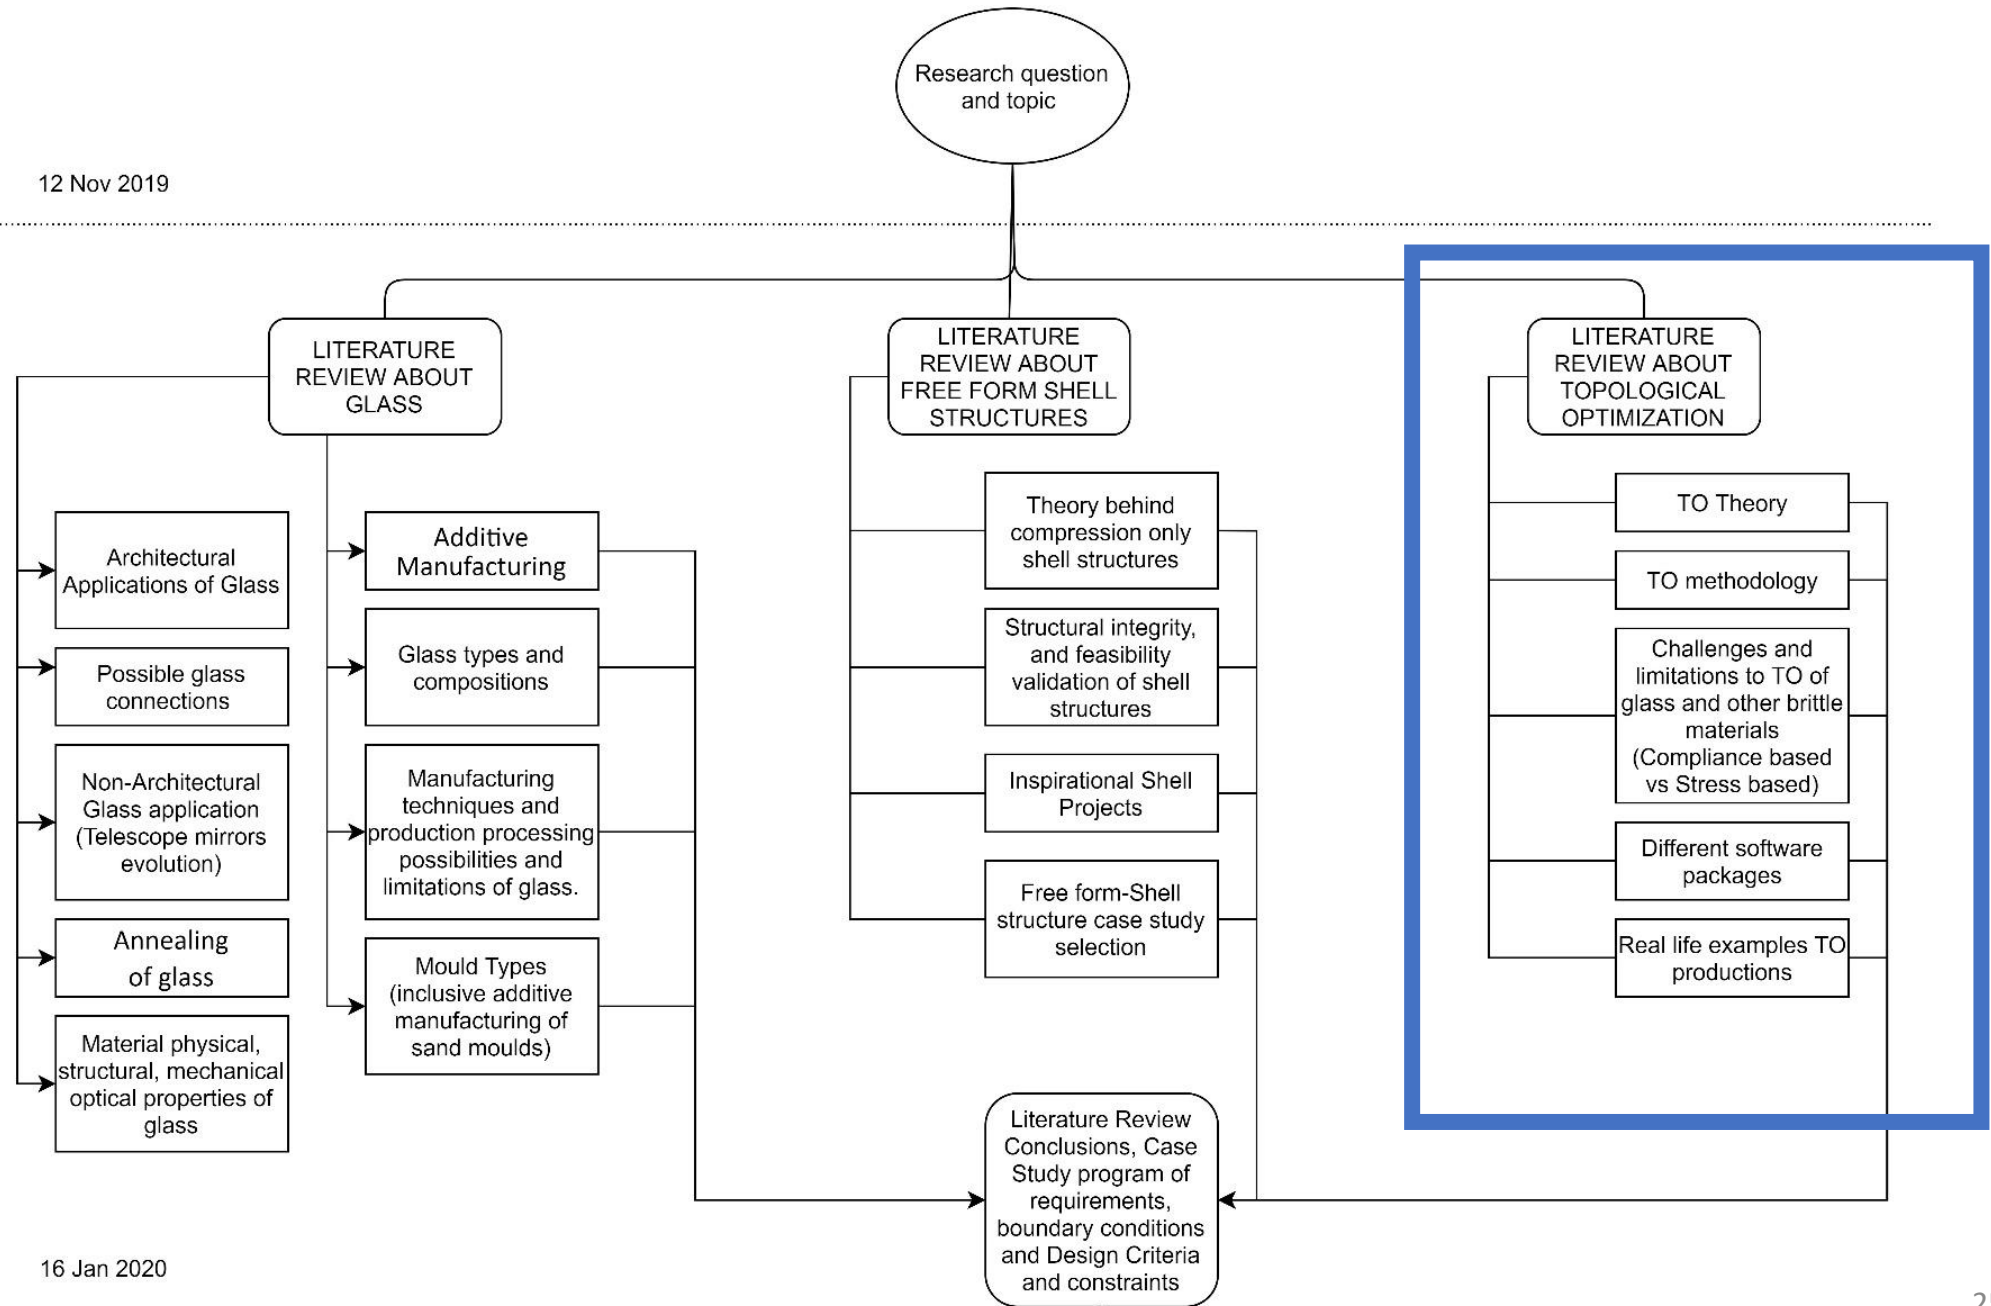 Research question
and topic
12 Nov 2019
LITERATURE
REVIEW ABOUT
GLASS
Architectural
Applications of Glass
Possible glass
connections
Non-Architectural
Glass application
(Telescope mirrors
evolution)
Annealing
of glass
Material physical,
structural, mechanical
optical properties of
glass
Additive
Manufacturing
Glass types and
compositions
Manufacturing
techniques and
production processing
possibilities and
limitations of glass.
Mould Types
(inclusive additive
manufacturing of
sand moulds)
LITERATURE
REVIEW ABOUT
FREE FORM SHELL
STRUCTURES
Theory behind
compression only
shell structures
Structural integrity,
and feasibility
validation of shell
structures
Inspirational Shell
Projects
Free form-Shell
structure case study
selection
LITERATURE
REVIEW ABOUT
TOPOLOGICAL
OPTIMIZATION
TO Theory
TO methodology
Challenges and
limitations to TO of
glass and other brittle
materials
(Compliance based
vs Stress based)
Different software
packages
Real life examples TO
productions
Literature Review
Conclusions, Case
Study program of
requirements,
boundary conditions
and Design Criteria
and constraints
16 Jan 2020
2